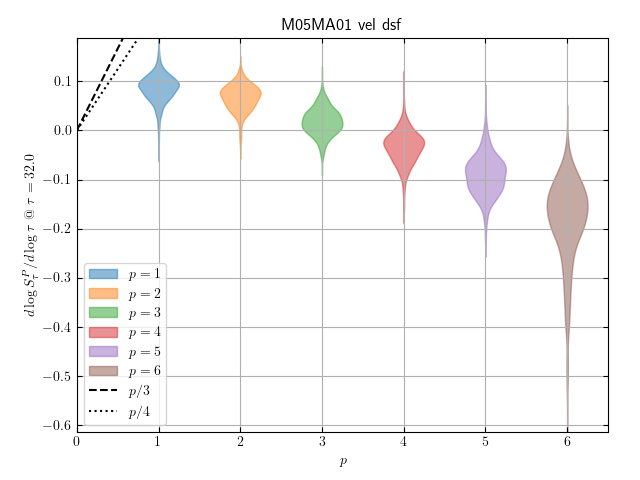 M05MA01 vel dsf
d log S_τ^p / d log τ @ τ = 32.0
0.1
0.0
−0.1
−0.2
−0.3
−0.4
−0.5
−0.6
p = 1
p = 2
p = 3
p = 4
p = 5
p = 6
p/3
p/4
0 1 2 3 4 5 6
p